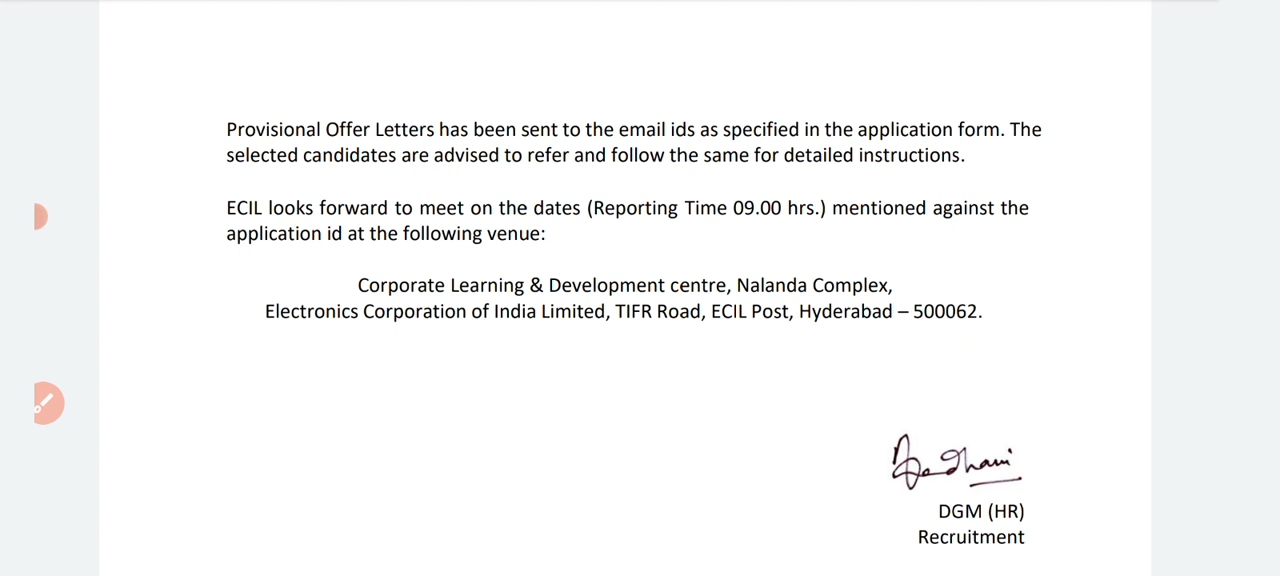 Provisional Offer Letters has been sent to the email ids as specified in the application form. The
selected candidates are advised to refer and follow the same for detailed instructions.
ECIL looks forward to meet on the dates (Reporting Time 09.00 hrs.) mentioned against the
application id at the following venue:
Corporate Learning & Development centre, Nalanda Complex,
Electronics Corporation of India Limited, TIFR Road, ECIL Post, Hyderabad – 500062.
DGM (HR)
Recruitment